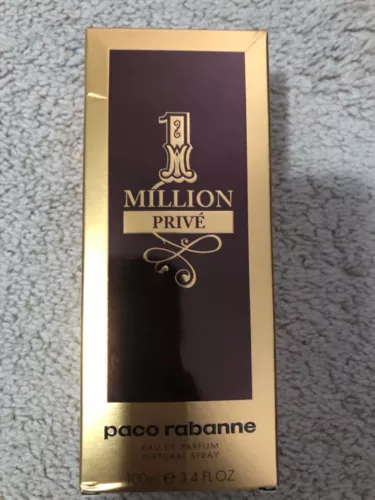 1
MILLION
PRIVÉ
paco rabanne
EAU DE PARFUM
NATURAL SPRAY
100ml e 3.4 FL OZ